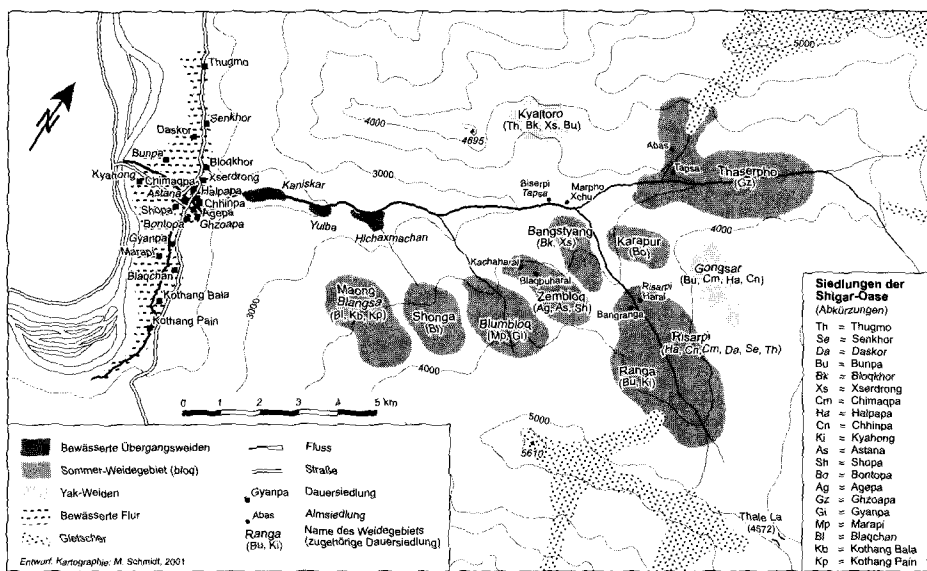 Thugmo
Senkhor
Daskor
Bunpa
Bloqkhor
Kyahong
Chimaqpa
Xserdrong
Astana
Halpapa
Chhinpa
Shopa
Agepa
Bontopa
Ghzoapa
Gyanpa
Marapi
Blaqchan
Kothang Bala
Kothang Pain
N
Kaniskar
Yulba
Hichaxmachan
3000
4000
4695
Kyaltoro
(Th, Bk, Xs, Bu)
5000
Abas
Tapsa
Thaserpho
(Gz)
Biserpi
Tapsa
Marpho
Xchu
3000
4000
Bangstyang
(Bk, Xs)
Karapur
(Bo)
Gongsar
(Bu, Cm, Ha, Cn)
Kachaharal
Blaqbuharal
Zembloq
(Ag, As, Sh)
Risarpi
Haral
Bangranga
Risarpi
(Ha, Cn, Cm, Da, Se, Th)
Ranga
(Bu, Ki)
Maong
Blangsa
(Bl, Kb, Kp)
Shonga
(Bl)
Blumbloq
(Mp, Gi)
4000
5000
5610
Thale La
(4572)
0 1 2 3 4 5 km
Bewässerte Übergangsweiden
Sommer-Weidegebiet (bloq)
Yak-Weiden
Bewässerte Flur
Gletscher
Fluss
Straße
Gyanpa Dauersiedlung
Abas Almsiedlung
Ranga Name des Weidegebiets
(Bu, Ki) (zugehörige Dauersiedlung)
Entwurf, Kartographie: M. Schmidt, 2001
Siedlungen der
Shigar-Oase
(Abkürzungen)
Th = Thugmo
Se = Senkhor
Da = Daskor
Bu = Bunpa
Bk = Bloqkhor
Xs = Xserdrong
Cm = Chimaqpa
Ha = Halpapa
Cn = Chhinpa
Ki = Kyahong
As = Astana
Sh = Shopa
Bo = Bontopa
Ag = Agepa
Gz = Ghzoapa
Gi = Gyanpa
Mp = Marapi
Bl = Blaqchan
Kb = Kothang Bala
Kp = Kothang Pain